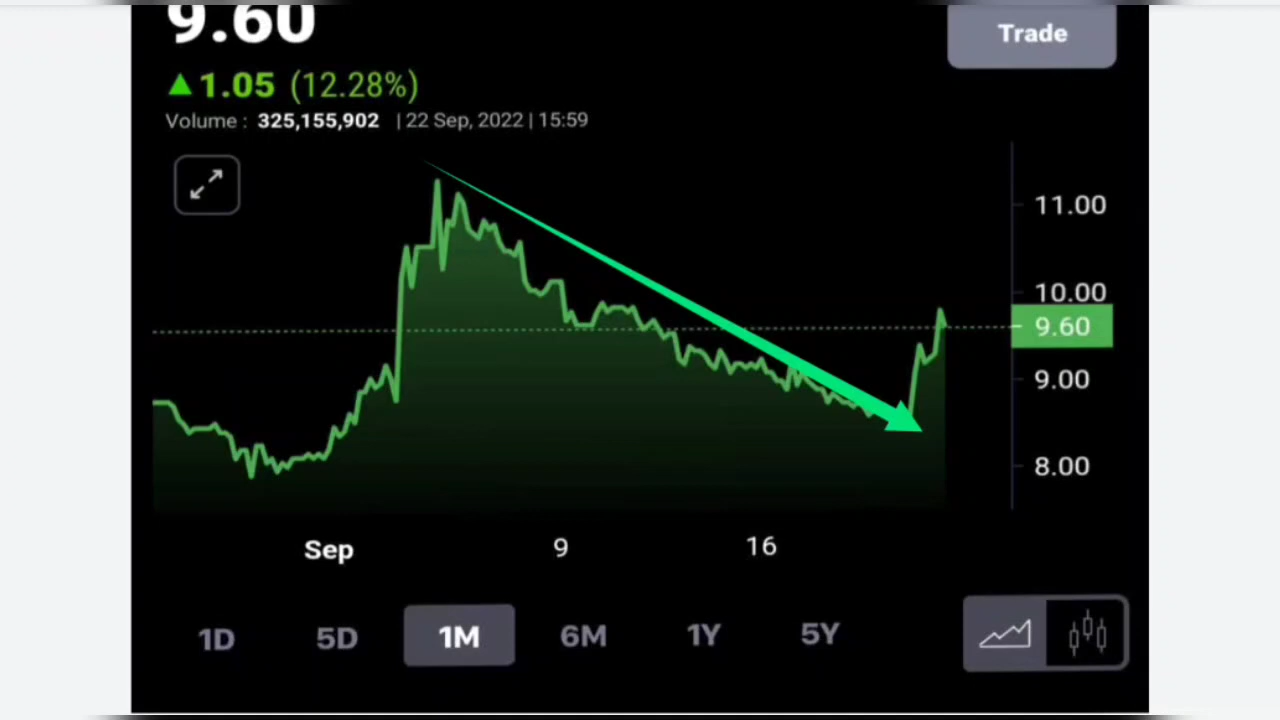 9.60
Trade
▲ 1.05 (12.28%)
Volume : 325,155,902 | 22 Sep, 2022 | 15:59
11.00
10.00
9.60
9.00
8.00
Sep 9 16
1D 5D 1M 6M 1Y 5Y